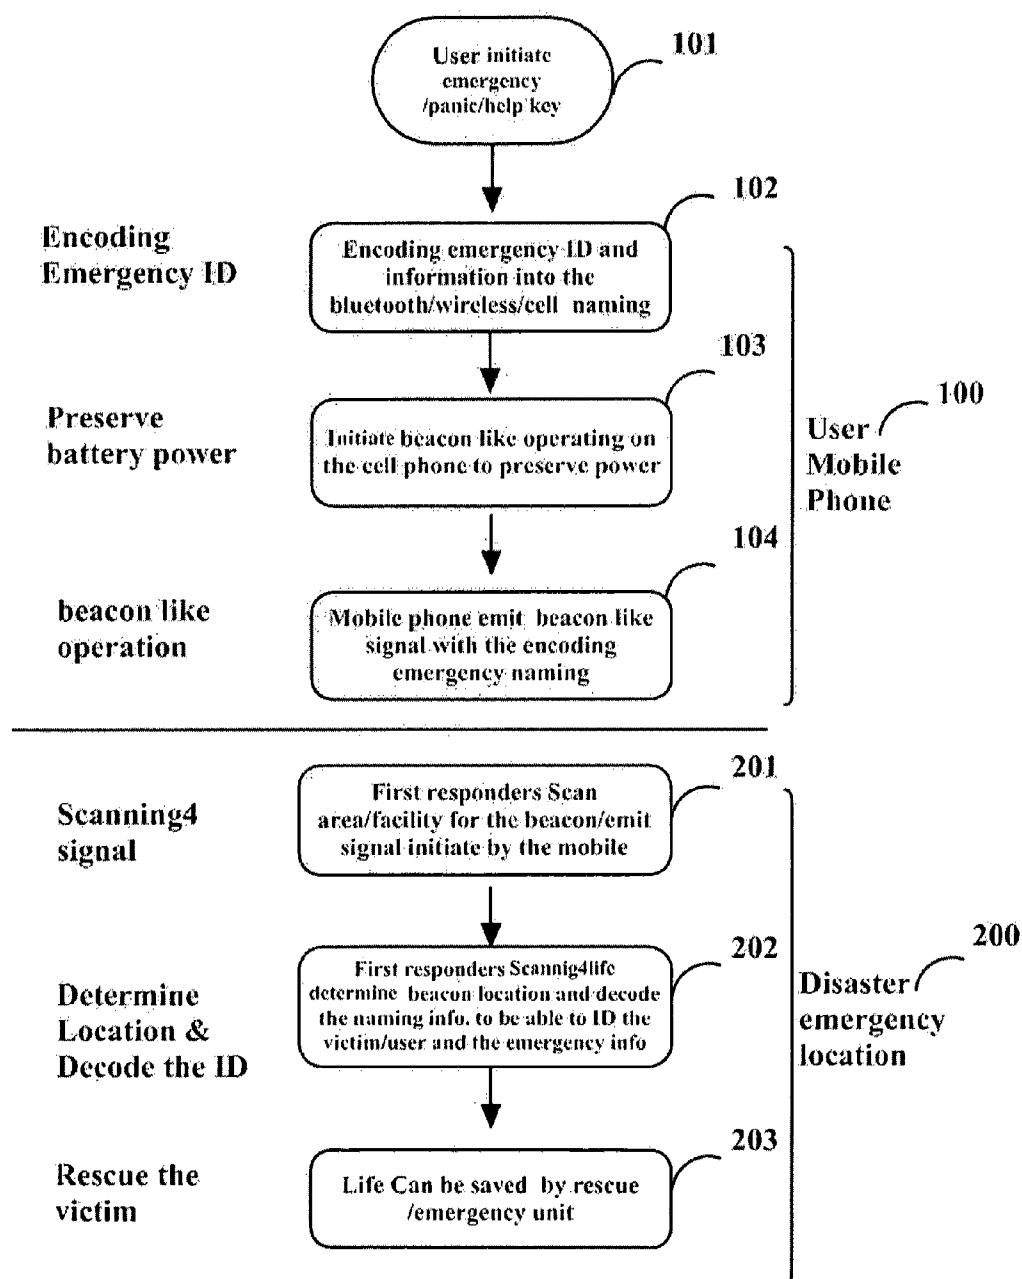 User initiate
emergency
/panic/help key
101
102
Encoding
Emergency ID
Encoding emergency ID and
information into the
bluetooth/wireless/cell naming
103
Preserve
battery power
Initiate beacon like operating on
the cell phone to preserve power
100
User
Mobile
Phone
104
beacon like
operation
Mobile phone emit beacon like
signal with the encoding
emergency naming
201
Scanning4
signal
First responders Scan
area/facility for the beacon/emit
signal initiate by the mobile
202
Determine
Location &
Decode the ID
First responders Scannig4life
determine beacon location and decode
the naming info. to be able to ID the
victim/user and the emergency info
200
Disaster
emergency
location
203
Rescue the
victim
Life Can be saved by rescue
/emergency unit